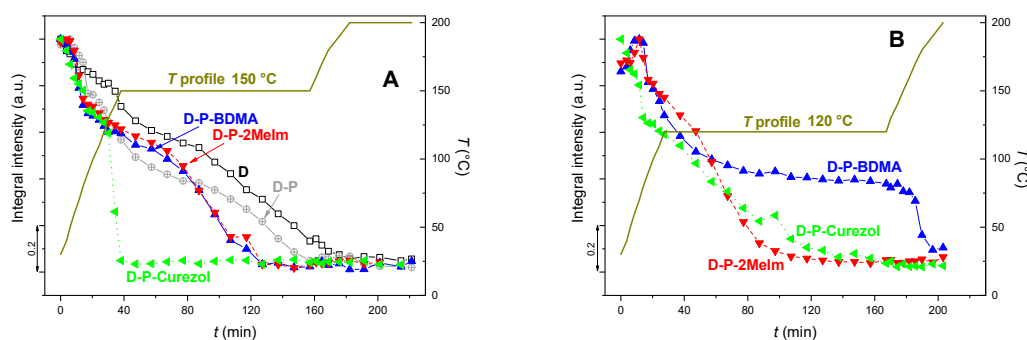 A
T profile 150 °C
D-P-BDMA
D-P-2MeIm
D
D-P
D-P-Curezol
Integral intensity (a.u.)
0.2
0
50
100
150
200
T (°C)
0 40 80 120 160 200
t (min)
B
T profile 120 °C
D-P-BDMA
D-P-Curezol
D-P-2MeIm
Integral intensity (a.u.)
0.2
0
50
100
150
200
T (°C)
0 40 80 120 160 200
t (min)